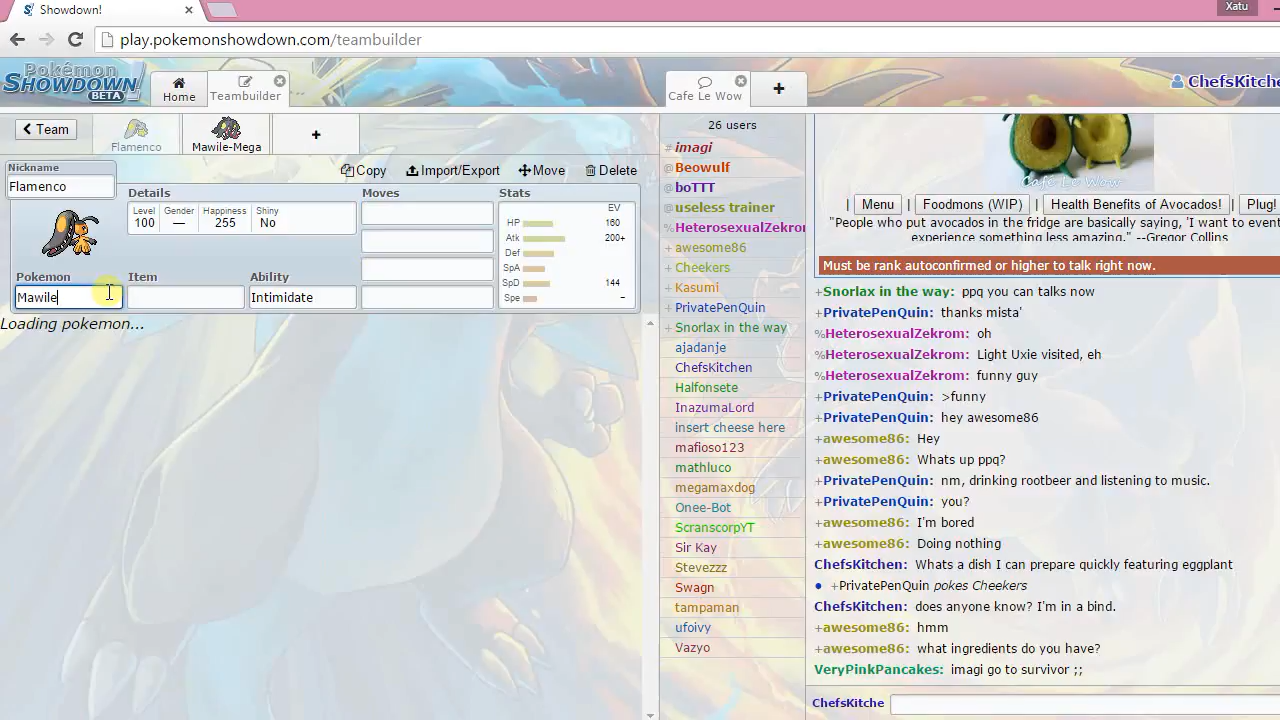 Showdown!
Xatu
play.pokemonshowdown.com/teambuilder
Pokémon
SHOWDOWN
BETA
Home
Teambuilder
Cafe Le Wow
+
ChefsKitche
Team
Flamenco
Mawile-Mega
+
Nickname
Flamenco
Copy
Import/Export
Move
Delete
Details
Level
Gender
Happiness
Shiny
100
—
255
No
Moves
Stats
EV
HP 160
Atk 200+
Def
SpA
SpD 144
Spe –
Pokemon
Item
Ability
Mawile
Intimidate
Loading pokemon...
26 users
#imagi
@Beowulf
@boTTT
@useless trainer
%HeterosexualZekror
+awesome86
+Cheekers
+Kasumi
+PrivatePenQuin
+Snorlax in the way
ajadanje
ChefsKitchen
Halfonsete
InazumaLord
insert cheese here
mafioso123
mathluco
megamaxdog
Onee-Bot
ScranscorpYT
Sir Kay
Stevezzz
Swagn
tampaman
ufoivy
Vazyo
Café Le Wow
| Menu | Foodmons (WIP) | Health Benefits of Avocados! | Plug!
"People who put avocados in the fridge are basically saying, 'I want to event
experience something less amazing." --Gregor Collins
Must be rank autoconfirmed or higher to talk right now.
+Snorlax in the way: ppq you can talks now
+PrivatePenQuin: thanks mista'
%HeterosexualZekrom: oh
%HeterosexualZekrom: Light Uxie visited, eh
%HeterosexualZekrom: funny guy
+PrivatePenQuin: >funny
+PrivatePenQuin: hey awesome86
+awesome86: Hey
+awesome86: Whats up ppq?
+PrivatePenQuin: nm, drinking rootbeer and listening to music.
+PrivatePenQuin: you?
+awesome86: I'm bored
+awesome86: Doing nothing
ChefsKitchen: Whats a dish I can prepare quickly featuring eggplant
• +PrivatePenQuin pokes Cheekers
ChefsKitchen: does anyone know? I'm in a bind.
+awesome86: hmm
+awesome86: what ingredients do you have?
VeryPinkPancakes: imagi go to survivor ;;
ChefsKitche